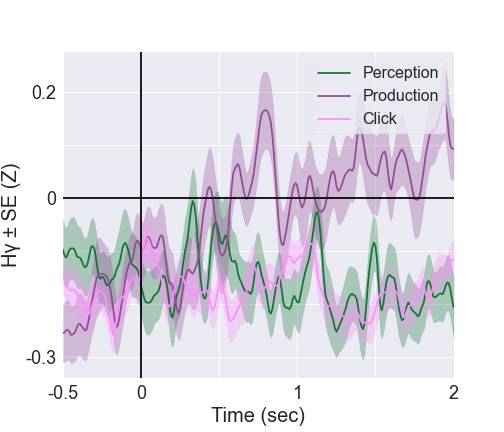 Perception
Production
Click
0.2
0
-0.3
Hγ ± SE (Z)
-0.5 0 1 2
Time (sec)